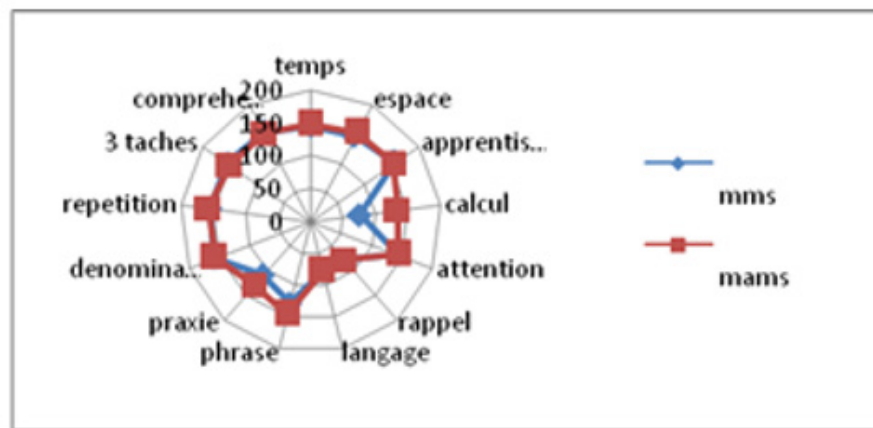 temps
200
150
100
50
0
espace
apprentis...
calcul
attention
rappel
langage
phrase
praxie
denomina...
repetition
3 taches
comprehe...
mms
mams